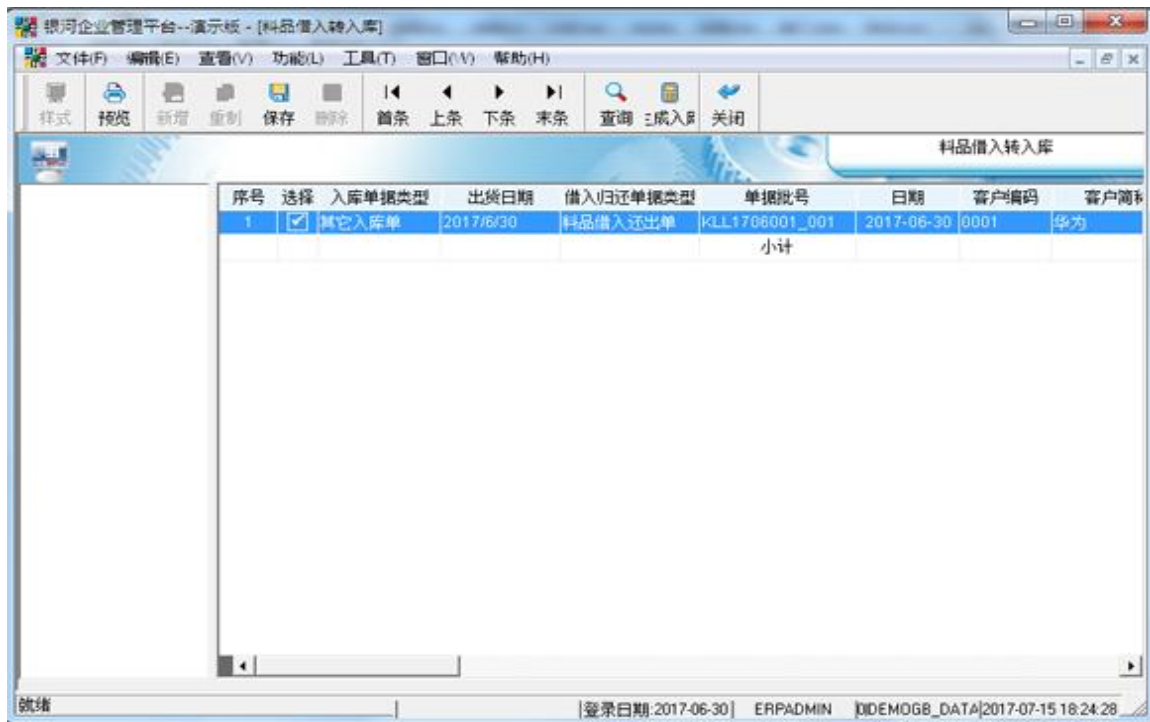 银河企业管理平台--演示版 - [料品借入转入库]
文件(F) 编辑(E) 查看(V) 功能(L) 工具(T) 窗口(W) 帮助(H)
样式 预览 新增 重制 保存 删除 首条 上条 下条 末条 查询 成入库 关闭
料品借入转入库
序号 选择 入库单据类型 出货日期 借入归还单据类型 单据批号 日期 客户编码 客户简称
1 其它入库单 2017/6/30 料品借入还出单 KLL1706001_001 2017-06-30 0001 华为
小计
就绪 登录日期:2017-06-30 ERPADMIN DEMOGB_DATA 2017-07-15 18:24:28